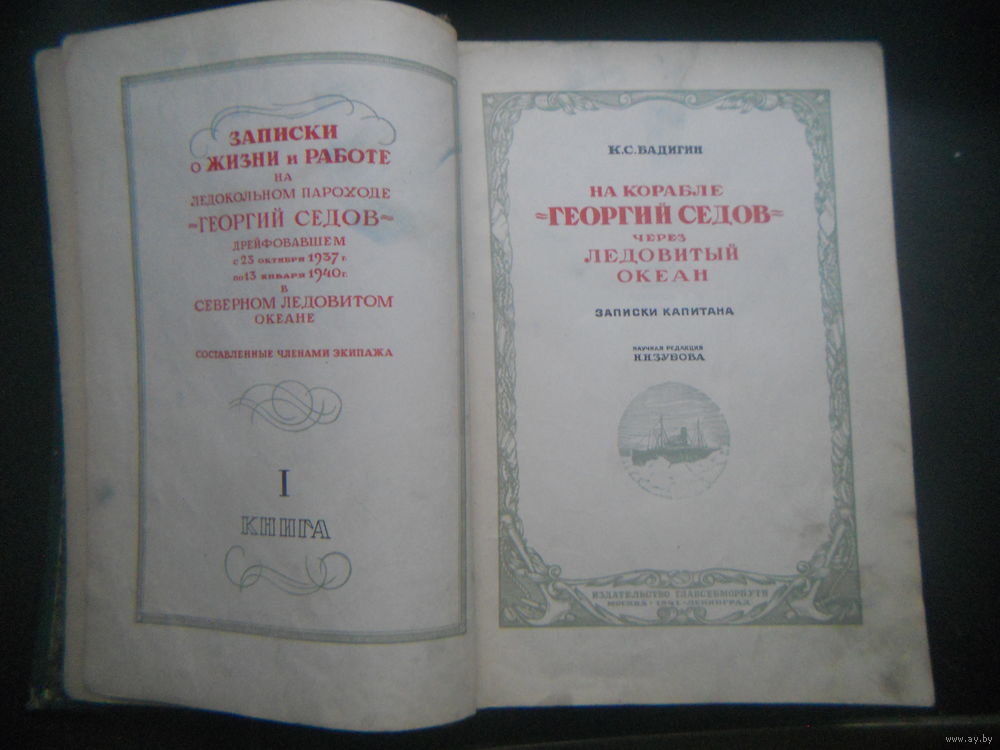 ЗАПИСКИ
о ЖИЗНИ и РАБОТЕ
НА
ЛЕДОКОЛЬНОМ ПАРОХОДЕ
„ГЕОРГИЙ СЕДОВ“
ДРЕЙФОВАВШЕМ
с 23 ОКТЯБРЯ 1937 г.
по 13 ЯНВАРЯ 1940 г.
В
СЕВЕРНОМ ЛЕДОВИТОМ
ОКЕАНЕ
СОСТАВЛЕННЫЕ ЧЛЕНАМИ ЭКИПАЖА
I
КНИГА
К.С. БАДИГИН
НА КОРАБЛЕ
„ГЕОРГИЙ СЕДОВ“
ЧЕРЕЗ
ЛЕДОВИТЫЙ
ОКЕАН
ЗАПИСКИ КАПИТАНА
НАУЧНАЯ РЕДАКЦИЯ
Н.Н. ЗУБОВА
ИЗДАТЕЛЬСТВО ГЛАВСЕВМОРПУТИ
МОСКВА • 1941 • ЛЕНИНГРАД
www.ay.by